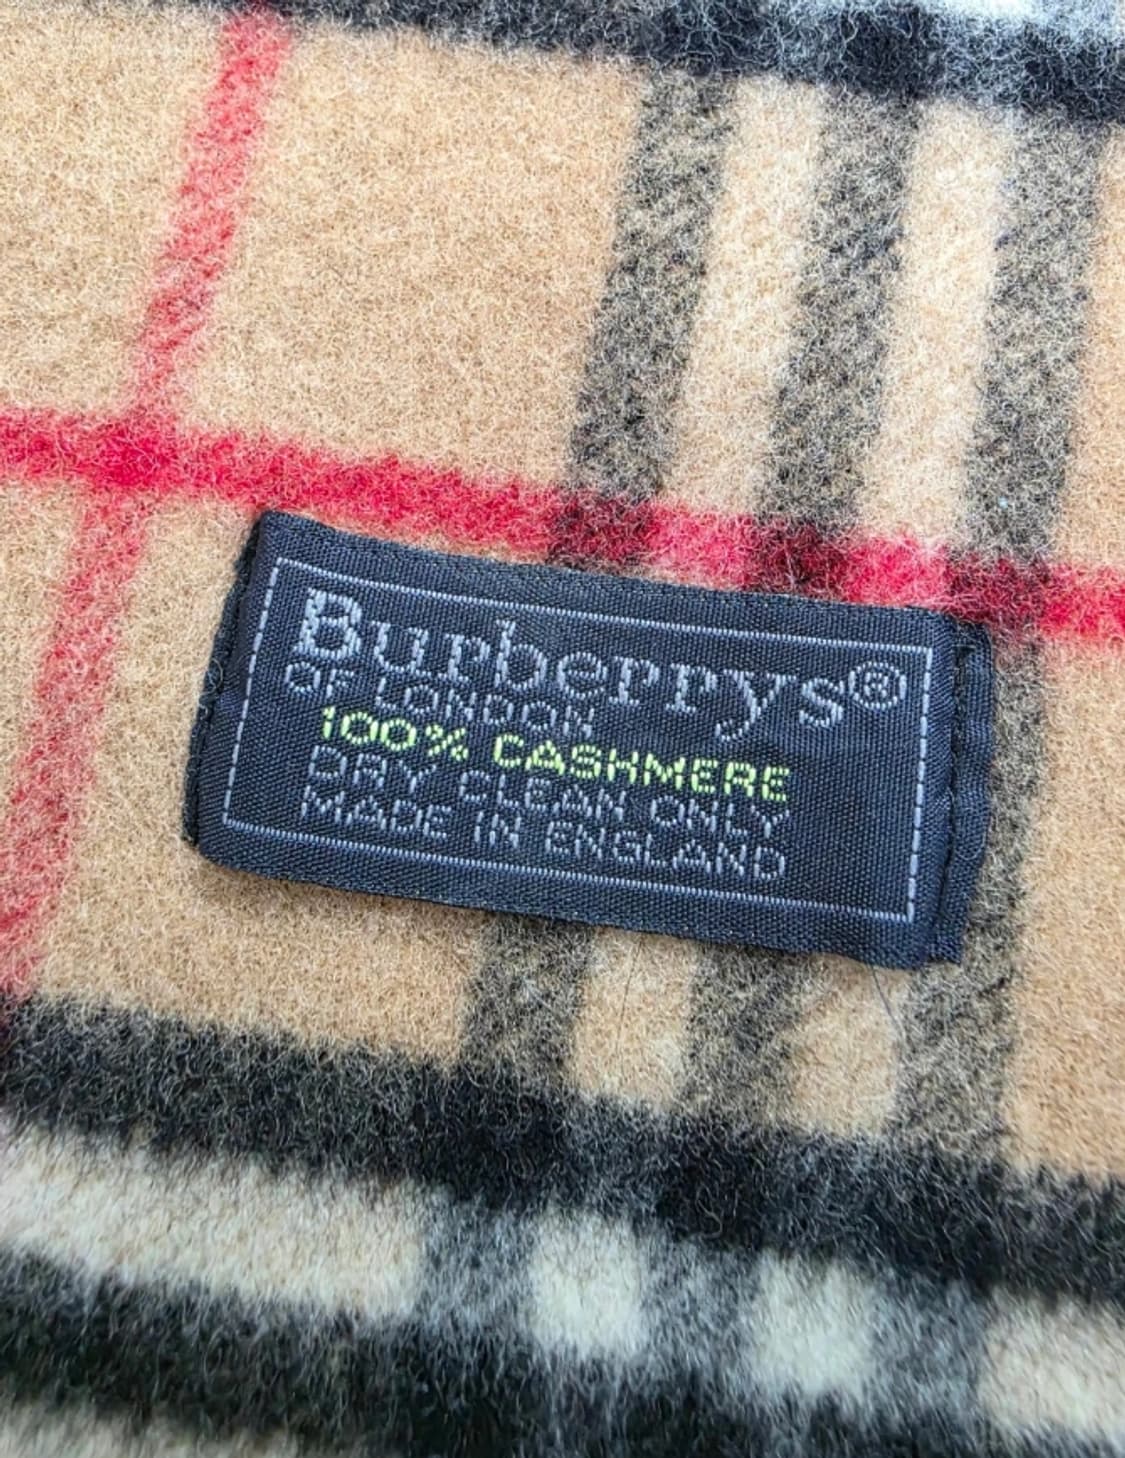 Burberrys®
OF LONDON
100% CASHMERE
DRY CLEAN ONLY
MADE IN ENGLAND